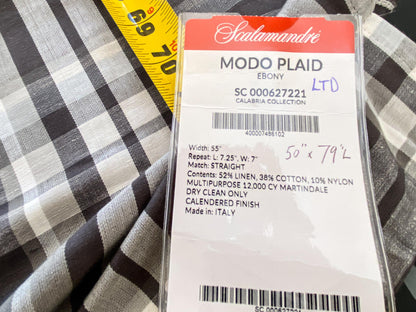 69
70
Scalamandré
MODO PLAID
EBONY
LTD
SC 000627221
CALABRIA COLLECTION
400007486102
Width: 55"
Repeat: L: 7.25", W: 7"
Match: STRAIGHT
50" x 79"L
Contents: 52% LINEN, 38% COTTON, 10% NYLON
MULTIPURPOSE 12,000 CY MARTINDALE
DRY CLEAN ONLY
CALENDERED FINISH
Made in: ITALY